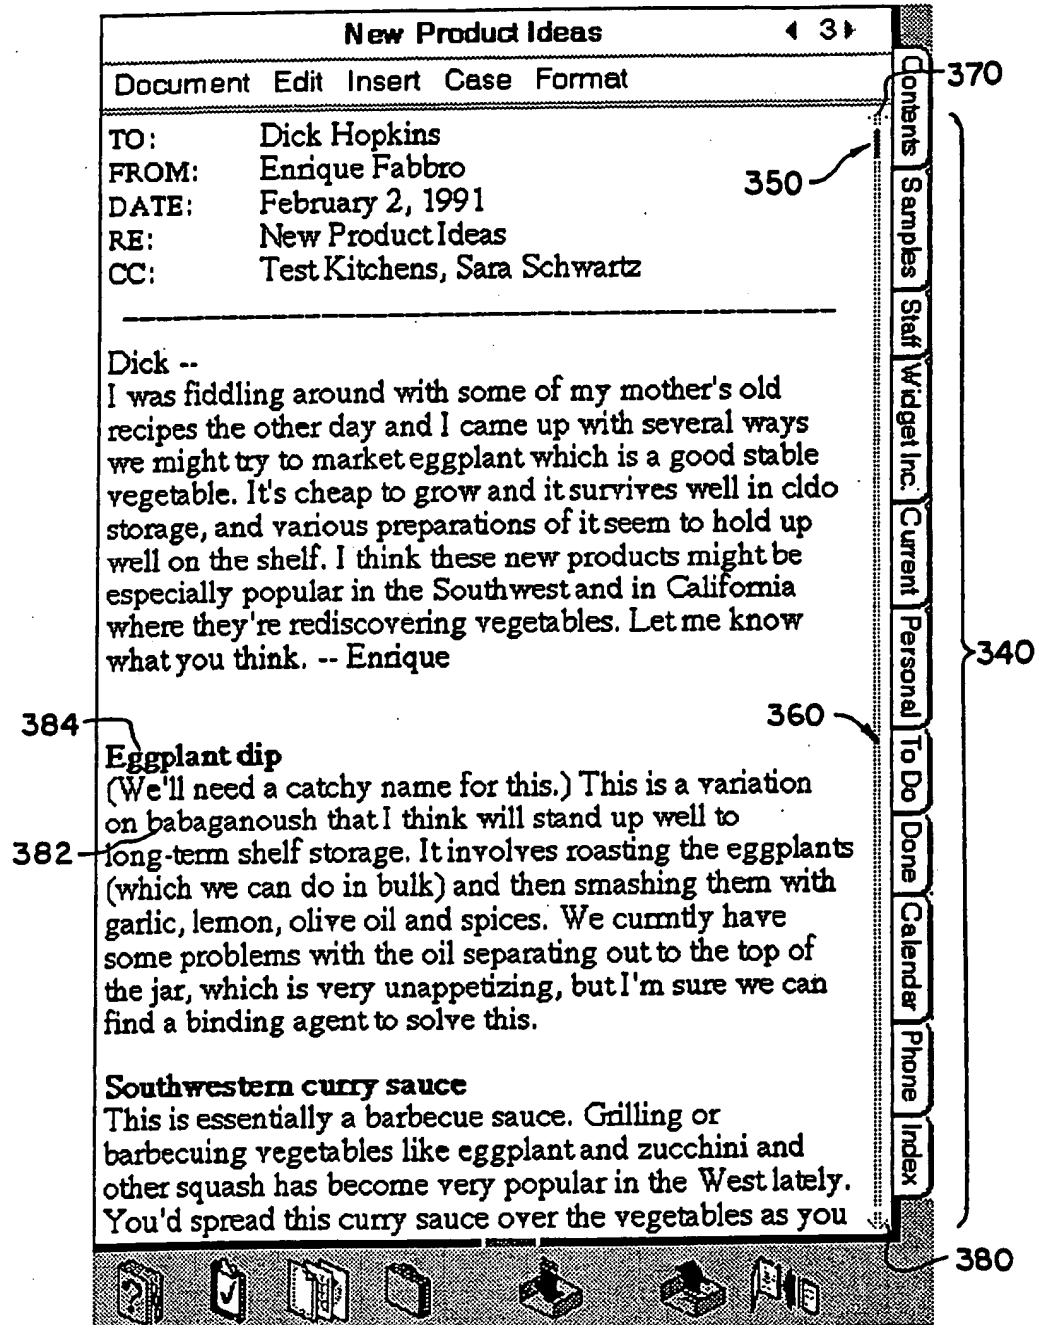 New Product Ideas 3
Document Edit Insert Case Format
370
TO: Dick Hopkins
FROM: Enrique Fabbro
350
DATE: February 2, 1991
RE: New Product Ideas
CC: Test Kitchens, Sara Schwartz
Dick --
I was fiddling around with some of my mother's old
recipes the other day and I came up with several ways
we might try to market eggplant which is a good stable
vegetable. It's cheap to grow and it survives well in cldo
storage, and various preparations of it seem to hold up
well on the shelf. I think these new products might be
especially popular in the Southwest and in California
where they're rediscovering vegetables. Let me know
what you think. -- Enrique
340
384
360
Eggplant dip
(We'll need a catchy name for this.) This is a variation
on babaganoush that I think will stand up well to
382
long-term shelf storage. It involves roasting the eggplants
(which we can do in bulk) and then smashing them with
garlic, lemon, olive oil and spices. We curmtly have
some problems with the oil separating out to the top of
the jar, which is very unappetizing, but I'm sure we can
find a binding agent to solve this.
Southwestern curry sauce
This is essentially a barbecue sauce. Grilling or
barbecuing vegetables like eggplant and zucchini and
other squash has become very popular in the West lately.
You'd spread this curry sauce over the vegetables as you
380
Contents
Samples
Staff
Widget Inc.
Current
Personal
To Do
Done
Calendar
Phone
Index
?